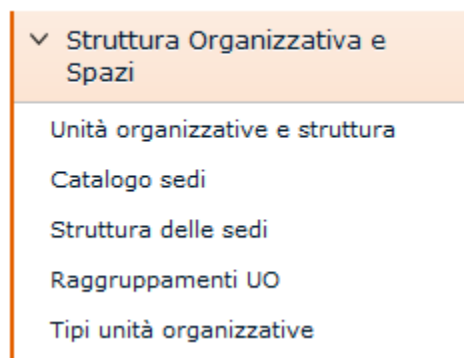 Struttura Organizzativa e
Spazi
Unità organizzative e struttura
Catalogo sedi
Struttura delle sedi
Raggruppamenti UO
Tipi unità organizzative